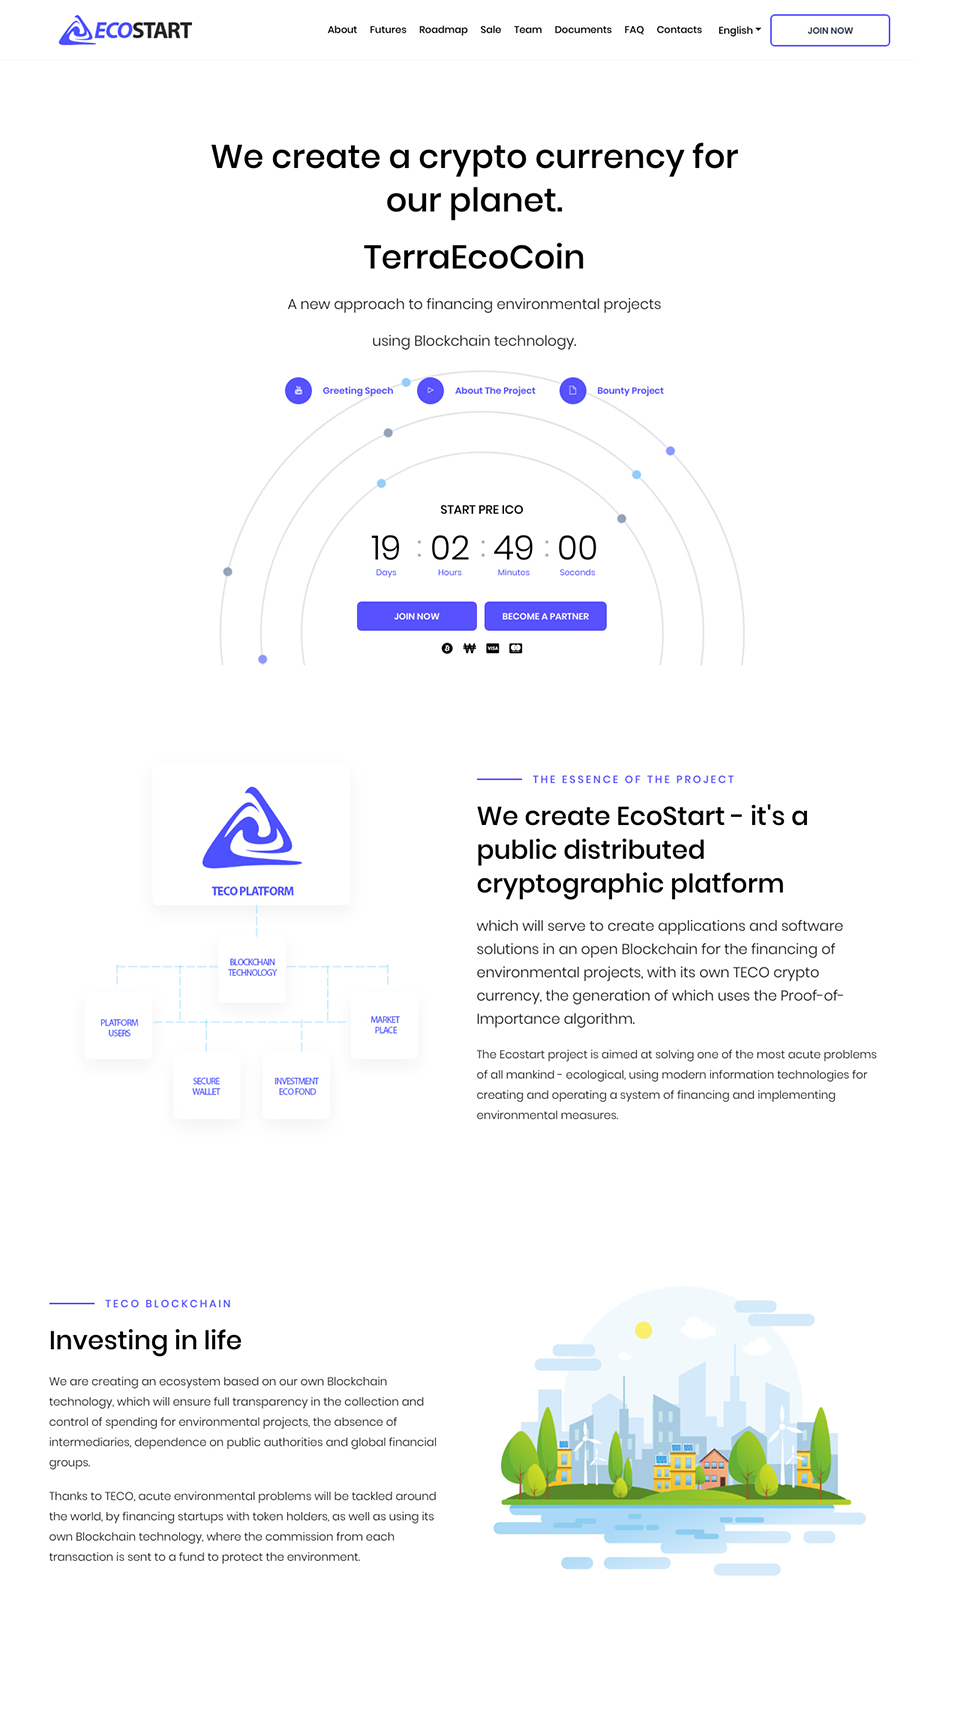 ECOSTART
About Futures Roadmap Sale Team Documents FAQ Contacts English JOIN NOW
We create a crypto currency for
our planet.
TerraEcoCoin
A new approach to financing environmental projects
using Blockchain technology.
Greeting Spech About The Project Bounty Project
START PRE ICO
19 : 02 : 49 : 00
Days Hours Minutos Soconds
JOIN NOW BECOME A PARTNER
VISA
TECO PLATFORM
BLOCKCHAIN
TECHNOLOGY
PLATFORM
USERS
MARKET
PLACE
SECURE
WALLET
INVESTMENT
ECO FOND
THE ESSENCE OF THE PROJECT
We create EcoStart - it's a
public distributed
cryptographic platform
which will serve to create applications and software
solutions in an open Blockchain for the financing of
environmental projects, with its own TECO crypto
currency, the generation of which uses the Proof-of-
Importance algorithm.
The Ecostart project is aimed at solving one of the most acute problems
of all mankind - ecological, using modern information technologies for
creating and operating a system of financing and implementing
environmental measures.
TECO BLOCKCHAIN
Investing in life
We are creating an ecosystem based on our own Blockchain
technology, which will ensure full transparency in the collection and
control of spending for environmental projects, the absence of
intermediaries, dependence on public authorities and global financial
groups.
Thanks to TECO, acute environmental problems will be tackled around
the world, by financing startups with token holders, as well as using its
own Blockchain technology, where the commission from each
transaction is sent to a fund to protect the environment.